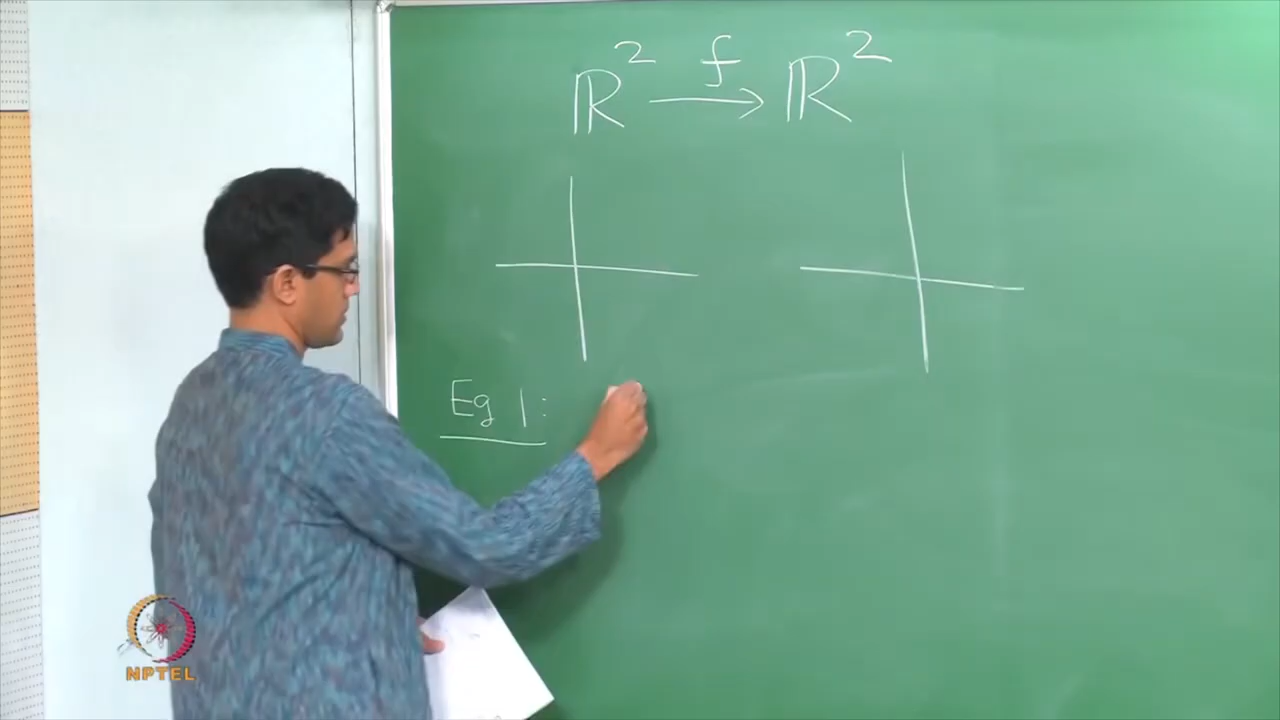 ℝ² —f→ ℝ²
Eg 1:
NPTEL